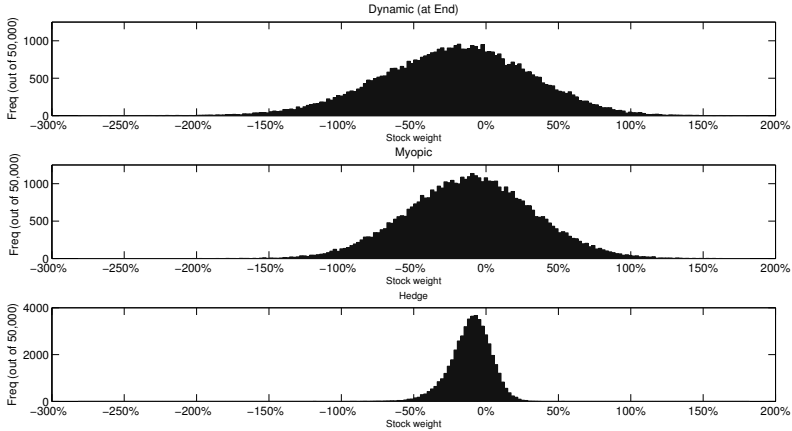 Dynamic (at End)
Freq (out of 50,000)
1000
500
0
−300% −250% −200% −150% −100% −50% 0% 50% 100% 150% 200%
Stock weight
Myopic
Freq (out of 50,000)
1000
500
0
−300% −250% −200% −150% −100% −50% 0% 50% 100% 150% 200%
Stock weight
Hedge
Freq (out of 50,000)
4000
2000
0
−300% −250% −200% −150% −100% −50% 0% 50% 100% 150% 200%
Stock weight